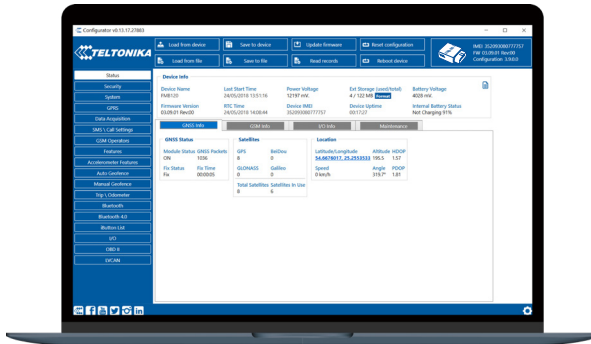 Configurator v0.13.17.27883
TELTONIKA
Load from device
Save to device
Update firmware
Reset configuration
Load from file
Save to file
Read records
Reboot device
IMEI 352093080777757
FW 03.09.01 Rev:00
Configuration 3.9.0.0
Status
Security
System
GPRS
Data Acquisition
SMS \ Call Settings
GSM Operators
Features
Accelerometer Features
Auto Geofence
Manual Geofence
Trip \ Odometer
Bluetooth
Bluetooth 4.0
iButton List
I/O
OBD II
LVCAN
Device Info
Device Name Last Start Time Power Voltage Ext Storage (used/total) Battery Voltage
FMB120 24/05/2018 13:51:16 12197 mV. 4 / 122 MB Format 4028 mV.
Firmware Version RTC Time Device IMEI Device Uptime Internal Battery Status
03.09.01 Rev:00 24/05/2018 14:08:44 352093080777757 00:17:27 Not Charging 91%
GNSS Info GSM Info I/O Info Maintenance
GNSS Status
Module Status GNSS Packets
ON 1036
Fix Status Fix Time
Fix 00:00:05
Satellites
GPS BeiDou
8 0
GLONASS Galileo
0 0
Total Satellites Satellites in Use
8 6
Location
Latitude/Longitude Altitude HDOP
54.6676017, 25.2553533 195.5 1.57
Speed Angle PDOP
0 km/h 319.7° 1.81